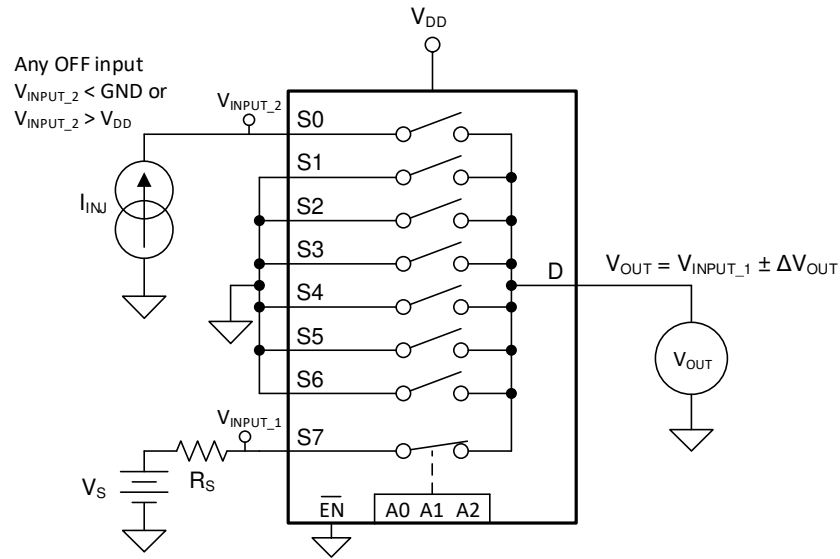 V_DD
Any OFF input
V_INPUT_2 < GND or
V_INPUT_2 > V_DD
V_INPUT_2
S0
S1
I_INJ
S2
S3
D
V_OUT = V_INPUT_1 ± ΔV_OUT
S4
S5
V_OUT
S6
V_INPUT_1
S7
V_S
R_S
EN
A0 A1 A2